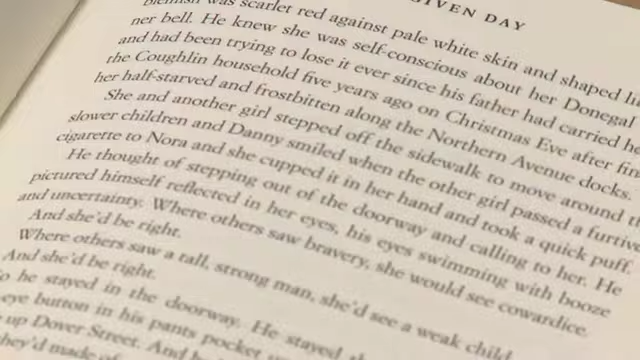 GIVEN DAY
blemish was scarlet red against pale white skin and shaped
ner bell. He knew she was self-conscious about her Donegal
and had been trying to lose it ever since his father had carried
the Coughlin household five years ago on Christmas Eve after
her half-starved and frostbitten along the Northern Avenue docks.
She and another girl stepped off the sidewalk to move around
slower children and Danny smiled when the other girl passed a furtive
cigarette to Nora and she cupped it in her hand and took a quick puff.
He thought of stepping out of the doorway and calling to her. He
pictured himself reflected in her eyes, his eyes swimming with booze
and uncertainty. Where others saw bravery, she would see cowardice.
And she'd be right.
Where others saw a tall, strong man, she'd see a weak
And she'd be right.
he stayed in the doorway. He stayed
eye button in his pants pocket
up Dover Street. And
they'd made of